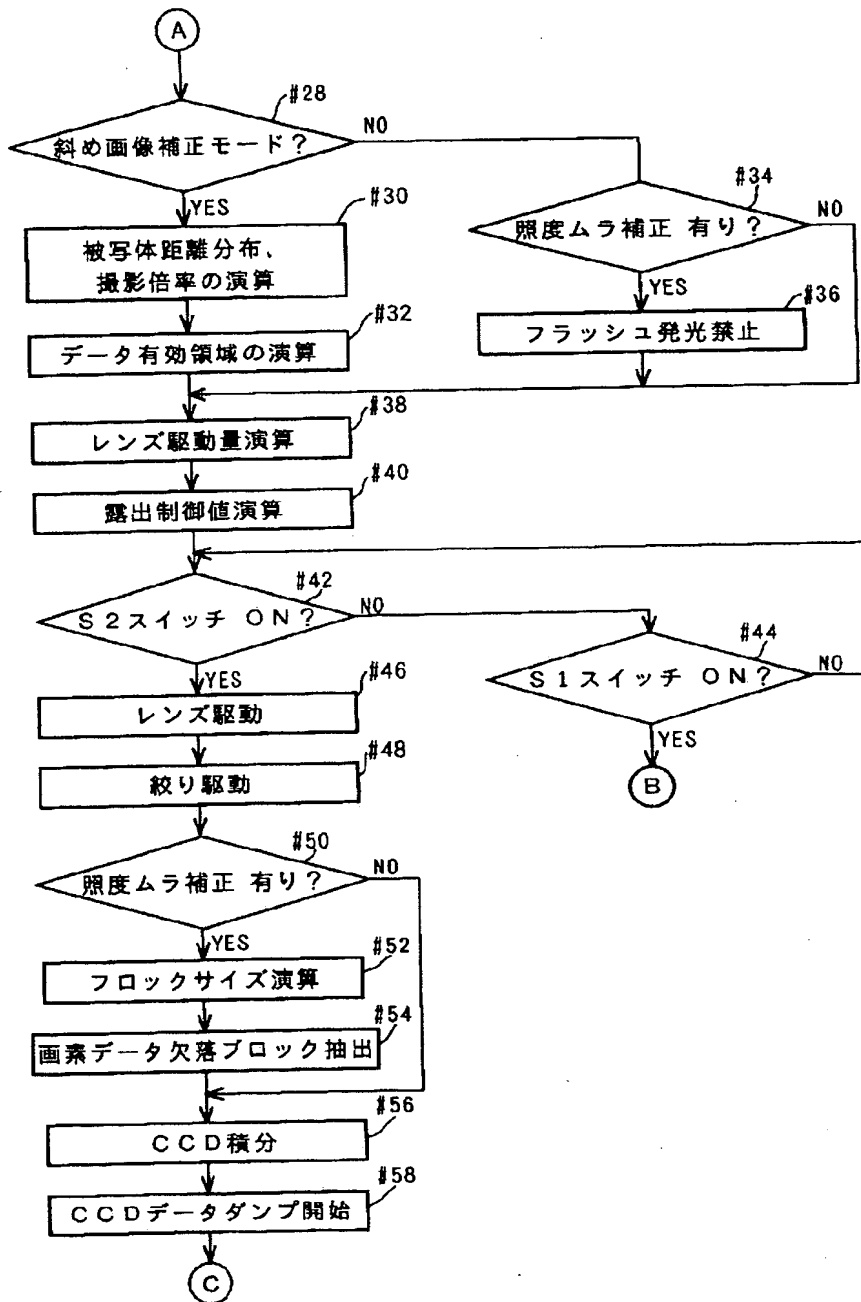 A
#28
斜め画像補正モード?
NO
YES
#30
被写体距離分布、
撮影倍率の演算
#34
照度ムラ補正 有り?
NO
YES
#36
フラッシュ発光禁止
#32
データ有効領域の演算
#38
レンズ駆動量演算
#40
露出制御値演算
#42
S2スイッチ ON?
NO
YES
#44
S1スイッチ ON?
NO
YES
B
#46
レンズ駆動
#48
絞り駆動
#50
照度ムラ補正 有り?
NO
YES
#52
フロックサイズ演算
#54
画素データ欠落ブロック抽出
#56
CCD積分
#58
CCDデータダンプ開始
C